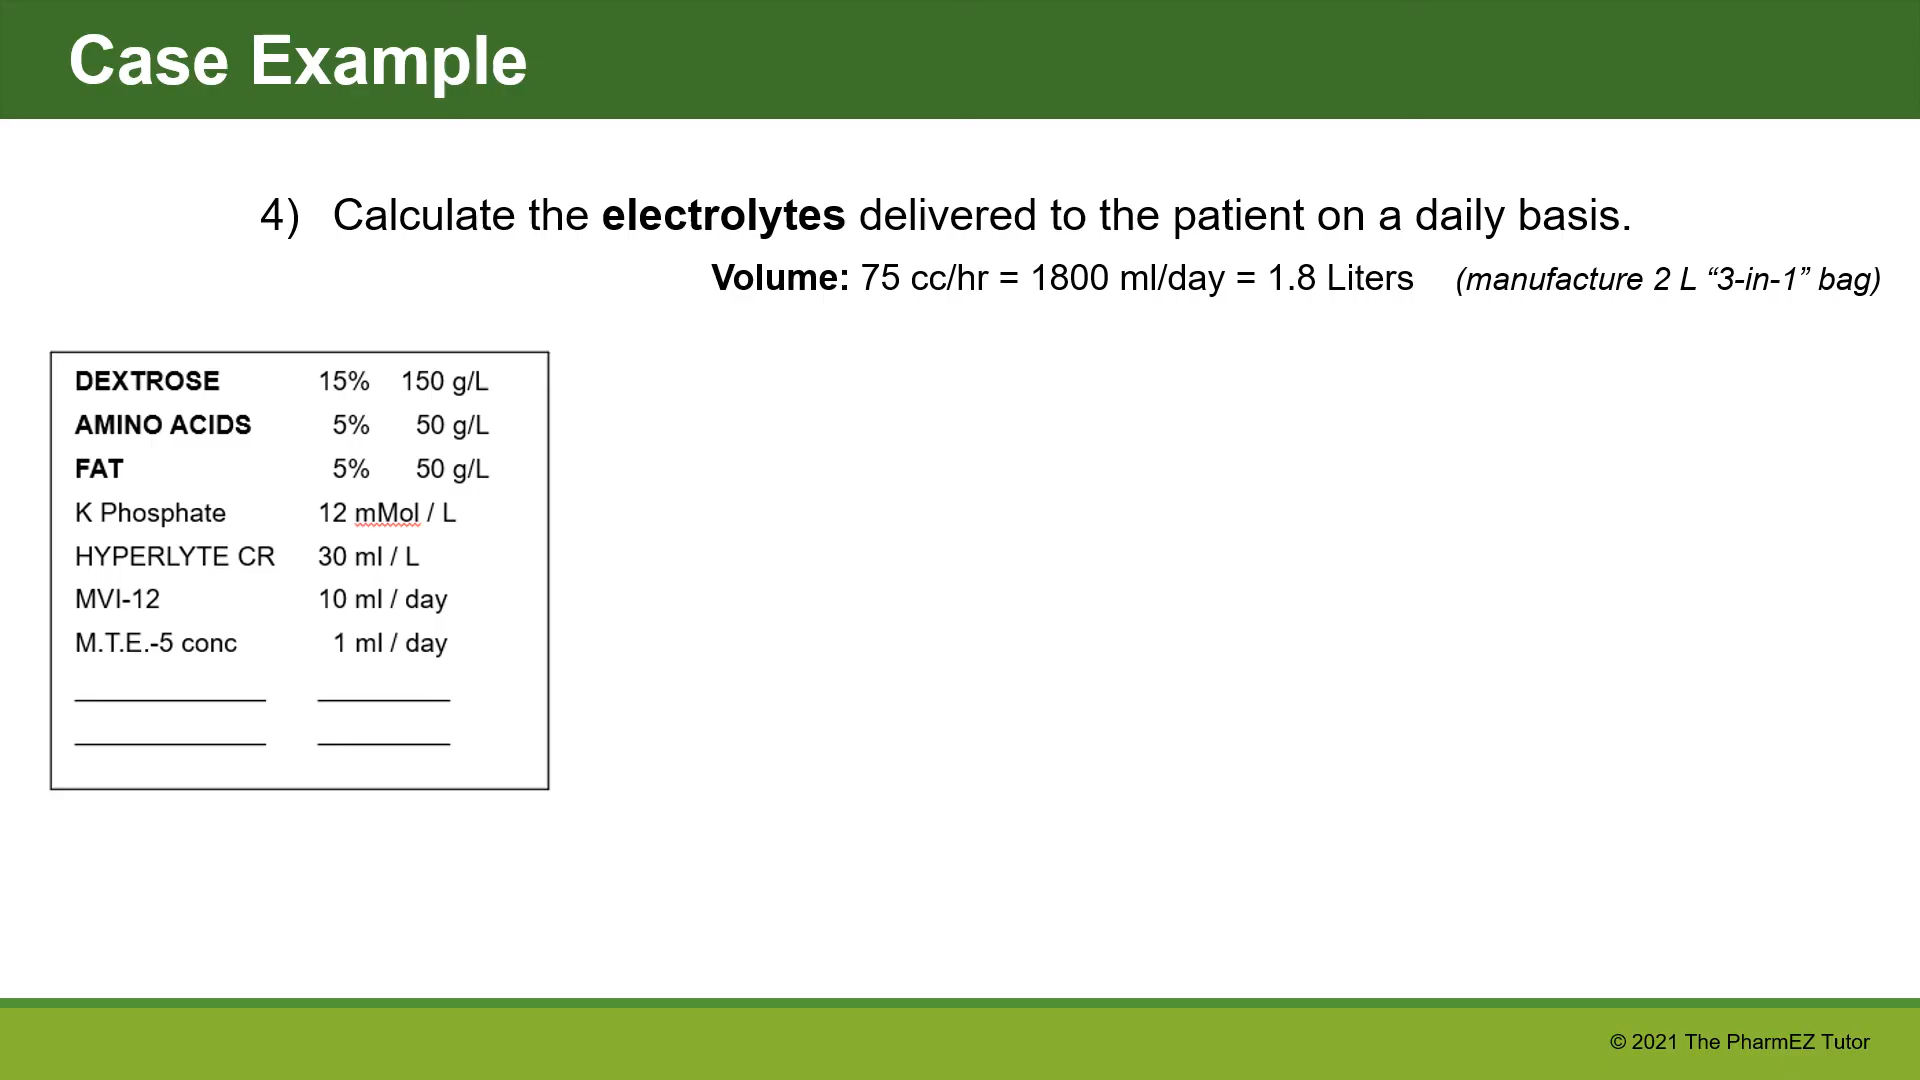 Case Example
4) Calculate the electrolytes delivered to the patient on a daily basis.
Volume: 75 cc/hr = 1800 ml/day = 1.8 Liters (manufacture 2 L “3-in-1” bag)
DEXTROSE 15% 150 g/L
AMINO ACIDS 5% 50 g/L
FAT 5% 50 g/L
K Phosphate 12 mMol / L
HYPERLYTE CR 30 ml / L
MVI-12 10 ml / day
M.T.E.-5 conc 1 ml / day
© 2021 The PharmEZ Tutor